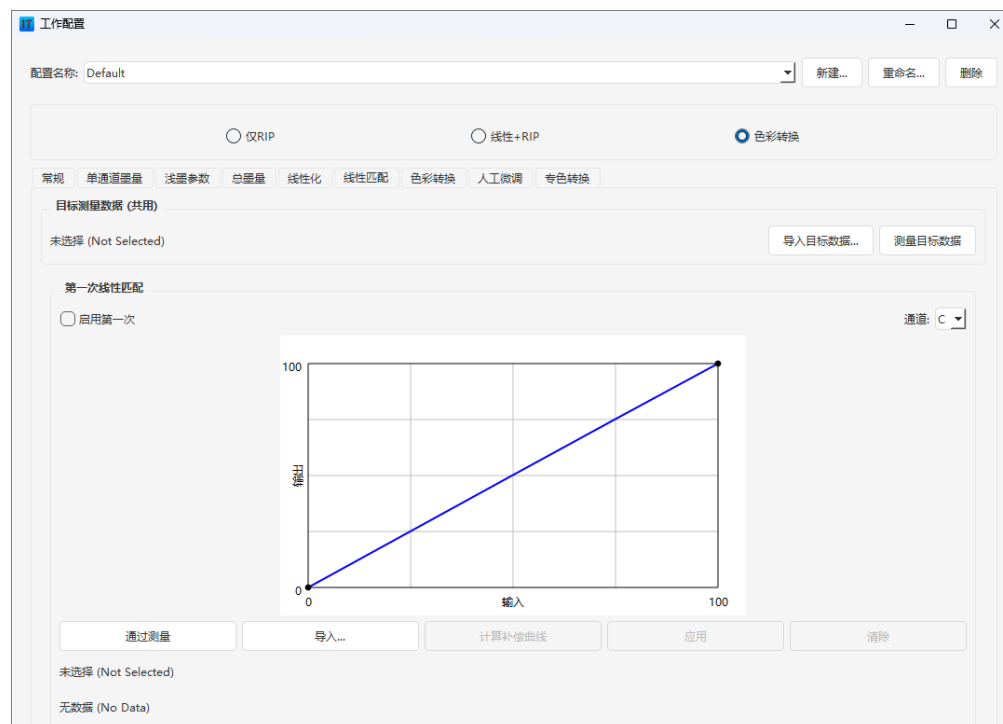 IT 工作配置
配置名称: Default 新建... 重命名... 删除
仅RIP 线性+RIP 色彩转换
常规 单通道墨量 浅墨参数 总墨量 线性化 线性匹配 色彩转换 人工微调 专色转换
目标测量数据 (共用)
未选择 (Not Selected) 导入目标数据... 测量目标数据
第一次线性匹配
启用第一次 通道: C
100
输出
0
0 输入 100
通过测量 导入... 计算补偿曲线 应用 清除
未选择 (Not Selected)
无数据 (No Data)